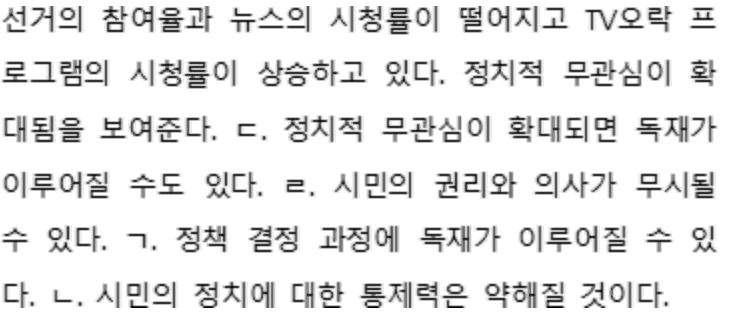 선거의 참여율과 뉴스의 시청률이 떨어지고 TV오락 프
로그램의 시청률이 상승하고 있다. 정치적 무관심이 확
대됨을 보여준다. ㄷ. 정치적 무관심이 확대되면 독재가
이루어질 수도 있다. ㄹ. 시민의 권리와 의사가 무시될
수 있다. ㄱ. 정책 결정 과정에 독재가 이루어질 수 있
다. ㄴ. 시민의 정치에 대한 통제력은 약해질 것이다.